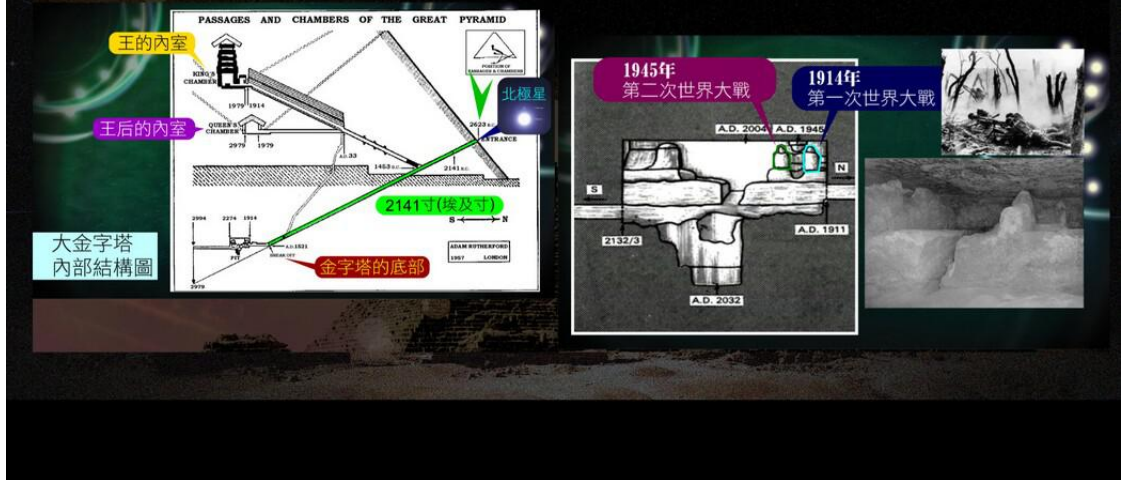 PASSAGES AND CHAMBERS OF THE GREAT PYRAMID
王的內室
KING'S
CHAMBER
1979 1914
POSITION OF
PASSAGES & CHAMBERS
北極星
2623 B.C.
ENTRANCE
王后的內室
QUEEN'S
CHAMBER
2979 1979
A.D.33
1453 B.C.
2141 B.C.
2141寸(埃及寸)
S N
2994 2274 1914
PIT
A.D.1521
金字塔的底部
2979
ADAM RUTHERFORD
1957 LONDON
大金字塔
內部結構圖
1945年
第二次世界大戰
1914年
第一次世界大戰
A.D. 2004
A.D. 1945
S
N
2132/3
A.D. 1911
A.D. 2032